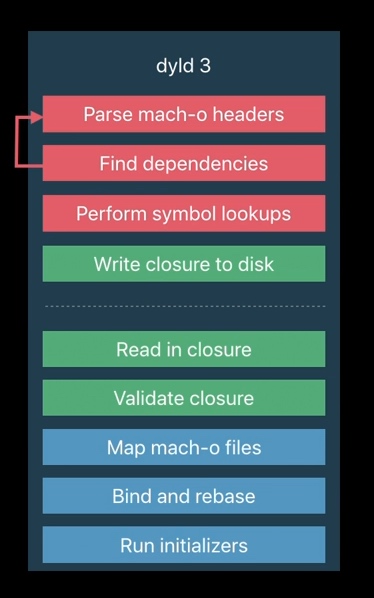 dyld 3
Parse mach-o headers
Find dependencies
Perform symbol lookups
Write closure to disk
Read in closure
Validate closure
Map mach-o files
Bind and rebase
Run initializers